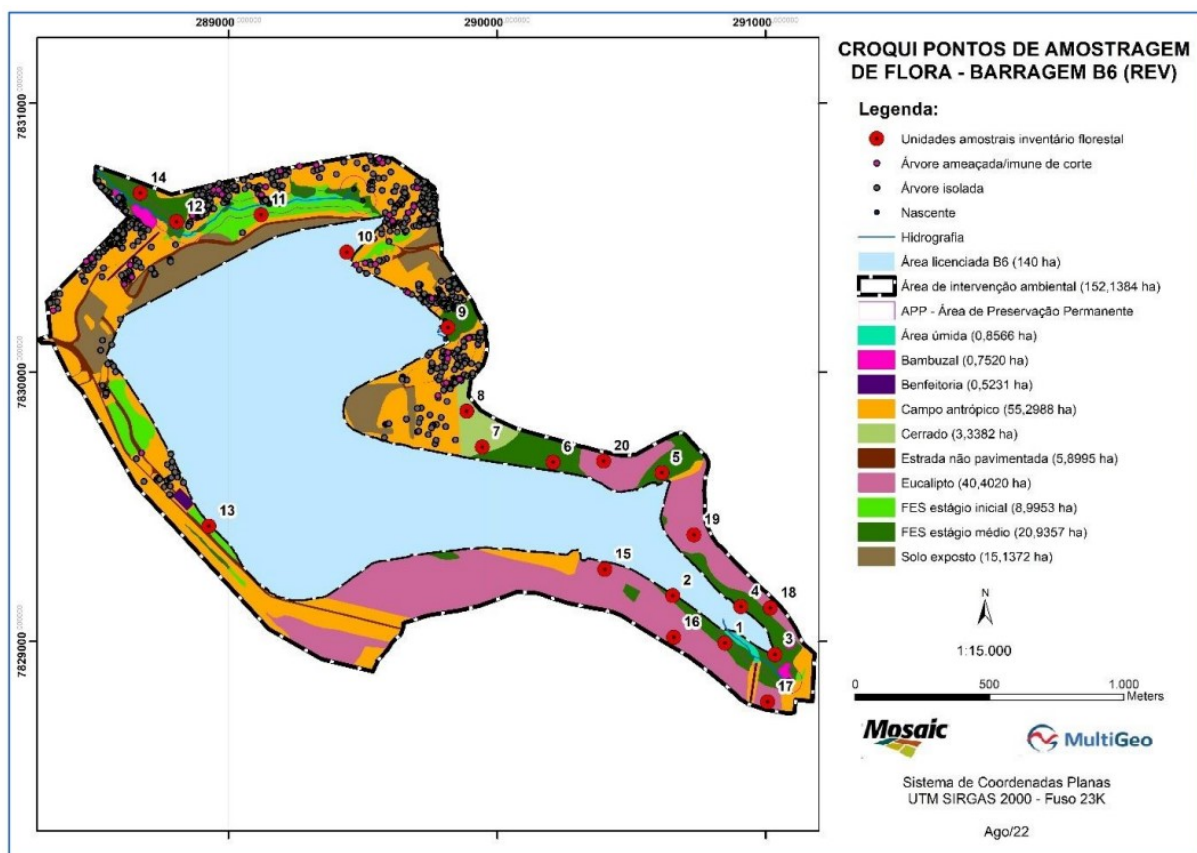 289000,000000
290000,000000
291000,000000
7831000,000000
7830000,000000
7829000,000000
14
12
11
10
9
8
7
6
20
5
13
19
15
2
4
18
1
16
3
17
CROQUI PONTOS DE AMOSTRAGEM
DE FLORA - BARRAGEM B6 (REV)
Legenda:
Unidades amostrais inventário florestal
Árvore ameaçada/imune de corte
Árvore isolada
Nascente
Hidrografia
Área licenciada B6 (140 ha)
Área de intervenção ambiental (152,1384 ha)
APP - Área de Preservação Permanente
Área úmida (0,8566 ha)
Bambuzal (0,7520 ha)
Benfeitoria (0,5231 ha)
Campo antrópico (55,2988 ha)
Cerrado (3,3382 ha)
Estrada não pavimentada (5,8995 ha)
Eucalipto (40,4020 ha)
FES estágio inicial (8,9953 ha)
FES estágio médio (20,9357 ha)
Solo exposto (15,1372 ha)
N
1:15.000
0 500 1.000
Meters
Mosaic
MultiGeo
Sistema de Coordenadas Planas
UTM SIRGAS 2000 - Fuso 23K
Ago/22